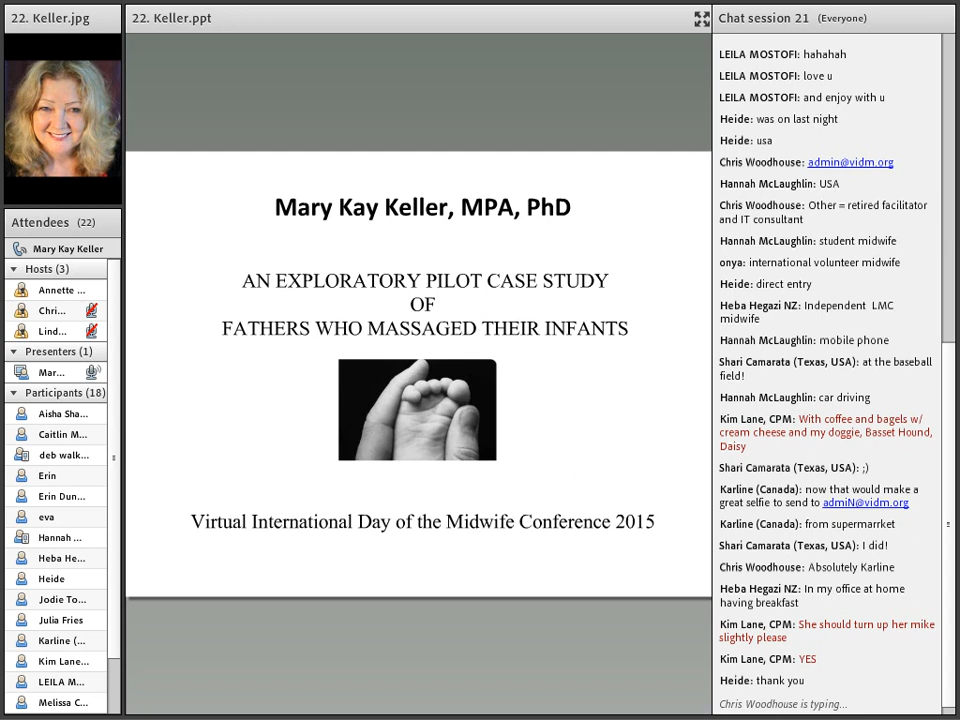 22. Keller.jpg
Attendees (22)
Mary Kay Keller
Hosts (3)
Annette ...
Chri...
Lind...
Presenters (1)
Mar...
Participants (18)
Aisha Sha...
Caitlin M...
deb walk...
Erin
Erin Dun...
eva
Hannah ...
Heba He...
Heide
Jodie To...
Julia Fries
Karline (...
Kim Lane...
LEILA M...
Melissa C...
22. Keller.ppt
Mary Kay Keller, MPA, PhD
AN EXPLORATORY PILOT CASE STUDY
OF
FATHERS WHO MASSAGED THEIR INFANTS
Virtual International Day of the Midwife Conference 2015
Chat session 21 (Everyone)
LEILA MOSTOFI: hahahah
LEILA MOSTOFI: love u
LEILA MOSTOFI: and enjoy with u
Heide: was on last night
Heide: usa
Chris Woodhouse: admin@vidm.org
Hannah McLaughlin: USA
Chris Woodhouse: Other = retired facilitator
and IT consultant
Hannah McLaughlin: student midwife
onya: international volunteer midwife
Heide: direct entry
Heba Hegazi NZ: Independent LMC
midwife
Hannah McLaughlin: mobile phone
Shari Camarata (Texas, USA): at the baseball
field!
Hannah McLaughlin: car driving
Kim Lane, CPM: With coffee and bagels w/
cream cheese and my doggie, Basset Hound,
Daisy
Shari Camarata (Texas, USA): ;)
Karline (Canada): now that would make a
great selfie to send to admiN@vidm.org
Karline (Canada): from supermarrket
Shari Camarata (Texas, USA): I did!
Chris Woodhouse: Absolutely Karline
Heba Hegazi NZ: In my office at home
having breakfast
Kim Lane, CPM: She should turn up her mike
slightly please
Kim Lane, CPM: YES
Heide: thank you
Chris Woodhouse is typing...